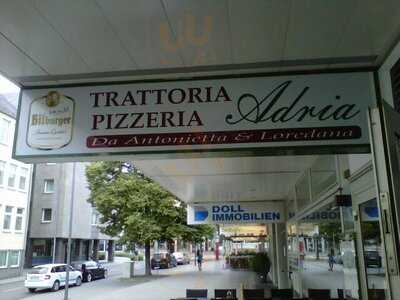 Bitburger
TRATTORIA
PIZZERIA
Adria
Da Antonietta & Loredana
DOLL
IMMOBILIEN